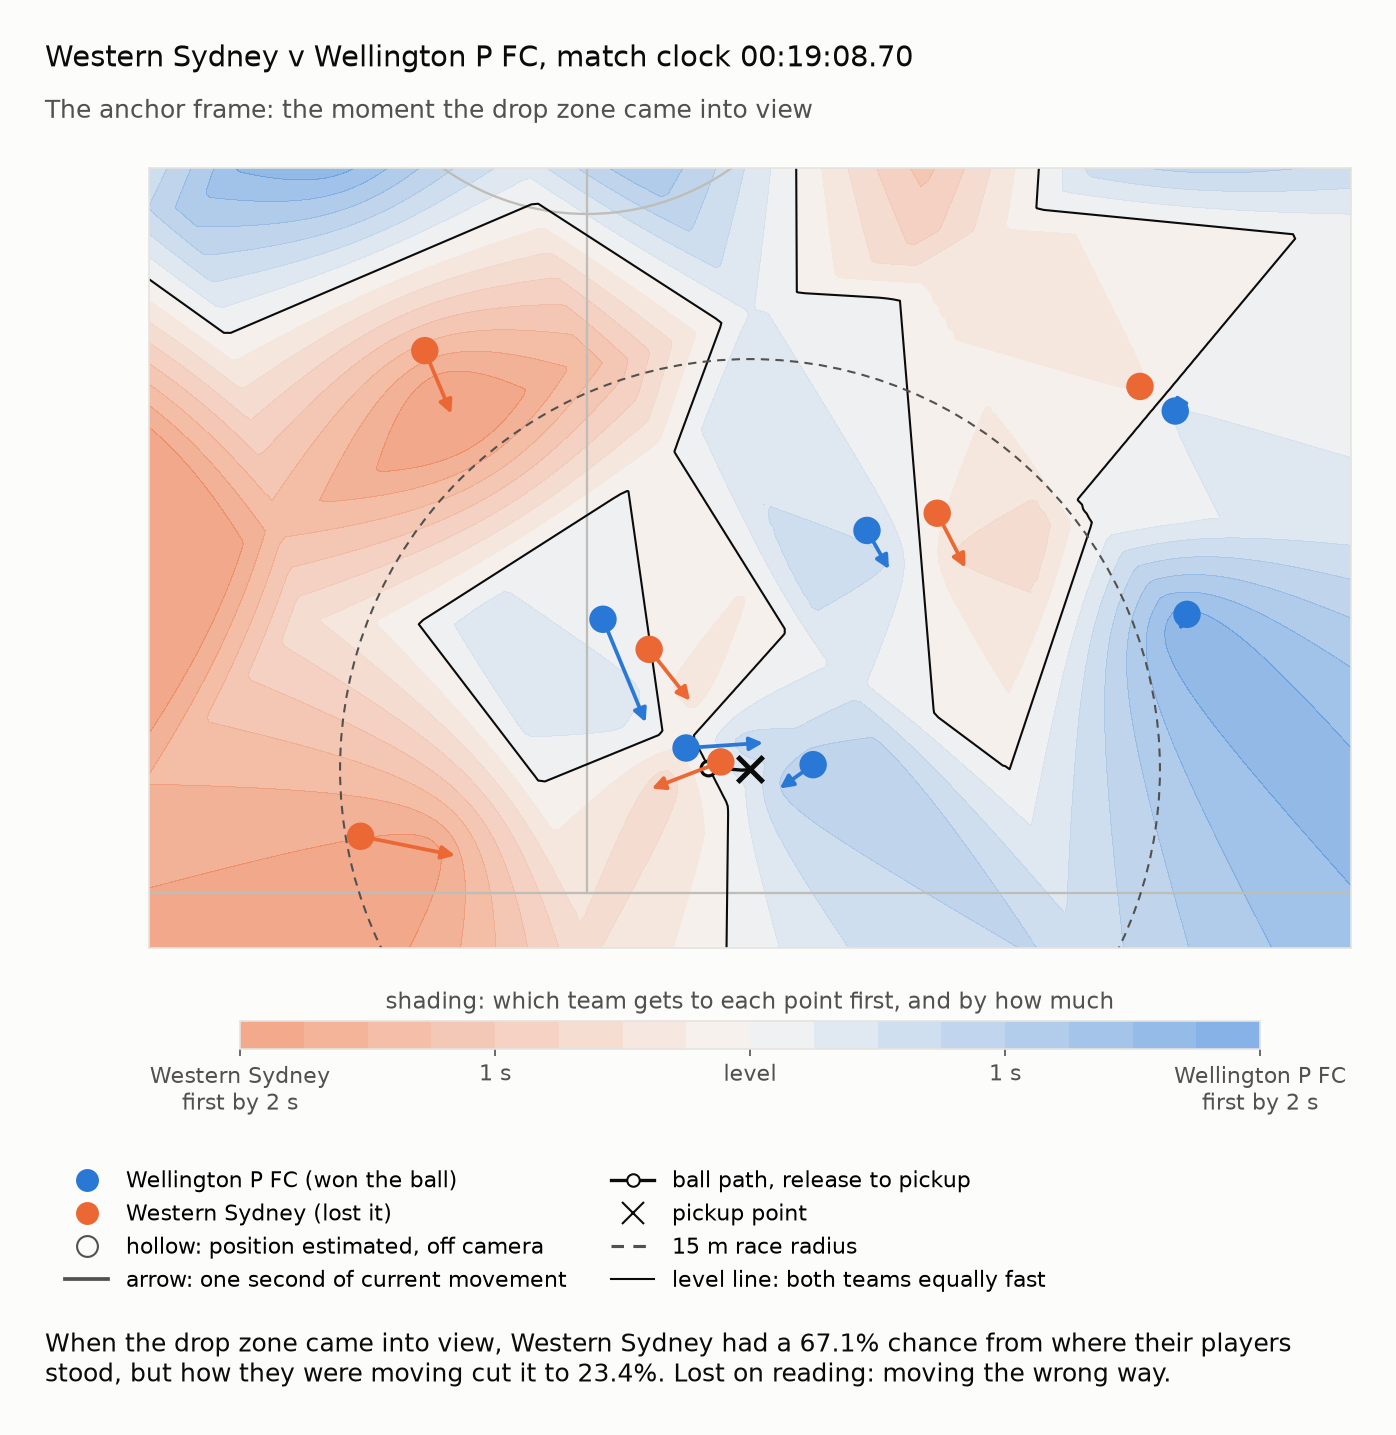 Western Sydney v Wellington P FC, match clock 00:19:08.70
The anchor frame: the moment the drop zone came into view
shading: which team gets to each point first, and by how much
Western Sydney
first by 2 s
1 s
level
1 s
Wellington P FC
first by 2 s
Wellington P FC (won the ball)
Western Sydney (lost it)
hollow: position estimated, off camera
arrow: one second of current movement
ball path, release to pickup
pickup point
15 m race radius
level line: both teams equally fast
When the drop zone came into view, Western Sydney had a 67.1% chance from where their players
stood, but how they were moving cut it to 23.4%. Lost on reading: moving the wrong way.